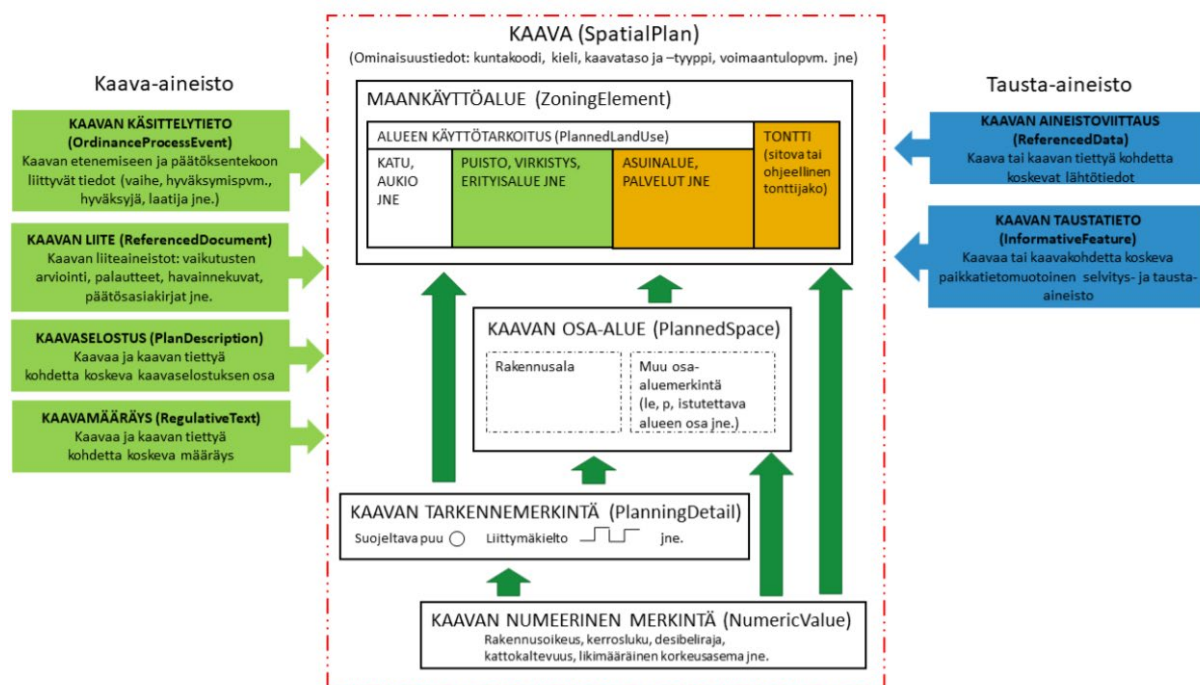 Kaava-aineisto
KAAVAN KÄSITTELYTIETO
(OrdinanceProcessEvent)
Kaavan etenemiseen ja päätöksentekoon
liittyvät tiedot (vaihe, hyväksymispvm.,
hyväksyjä, laatija jne.)
KAAVAN LIITE (ReferencedDocument)
Kaavan liiteaineistot: vaikutusten
arviointi, palautteet, havainnekuvat,
päätösasiakirjat jne.
KAAVASELOSTUS (PlanDescription)
Kaavaa ja kaavan tiettyä
kohdetta koskeva kaavaselostuksen osa
KAAVAMÄÄRÄYS (RegulativeText)
Kaavaa ja kaavan tiettyä
kohdetta koskeva määräys
KAAVA (SpatialPlan)
(Ominaisuustiedot: kuntakoodi, kieli, kaavataso ja –tyyppi, voimaantulopvm. jne)
MAANKÄYTTÖALUE (ZoningElement)
ALUEEN KÄYTTÖTARKOITUS (PlannedLandUse)
KATU,
AUKIO
JNE
PUISTO, VIRKISTYS,
ERITYISALUE JNE
ASUINALUE,
PALVELUT JNE
TONTTI
(sitova tai
ohjeellinen
tonttijako)
KAAVAN OSA-ALUE (PlannedSpace)
Rakennusala
Muu osa-
aluemerkintä
(le, p, istutettava
alueen osa jne.)
KAAVAN TARKENNEMERKINTÄ (PlanningDetail)
Suojeltava puu
Liittymäkielto
jne.
KAAVAN NUMEERINEN MERKINTÄ (NumericValue)
Rakennusoikeus, kerrosluku, desibeliraja,
kattokaltevuus, likimääräinen korkeusasema jne.
Tausta-aineisto
KAAVAN AINEISTOVIITTAUS
(ReferencedData)
Kaava tai kaavan tiettyä kohdetta
koskevat lähtötiedot
KAAVAN TAUSTATIETO
(InformativeFeature)
Kaavaa tai kaavakohdetta koskeva
paikkatietomuotoinen selvitys- ja tausta-
aineisto